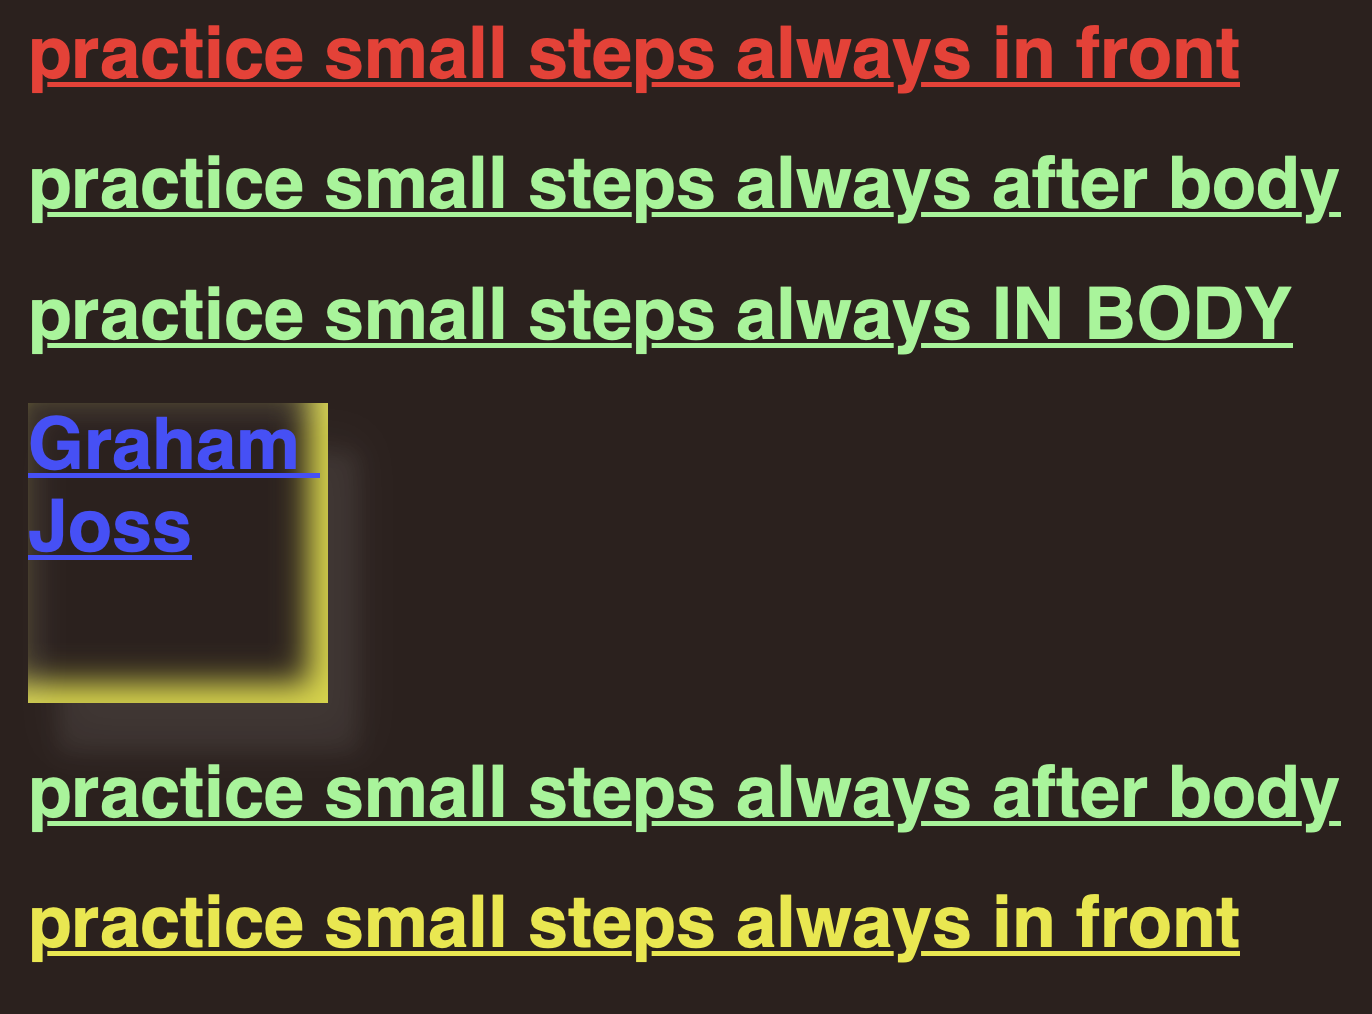 practice small steps always in front
practice small steps always after body
practice small steps always IN BODY
Graham
Joss
practice small steps always after body
practice small steps always in front